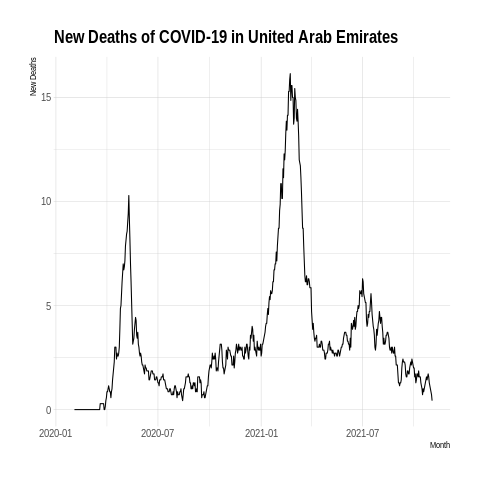 New Deaths of COVID-19 in United Arab Emirates
New Deaths
15
10
5
0
2020-01 2020-07 2021-01 2021-07
Month